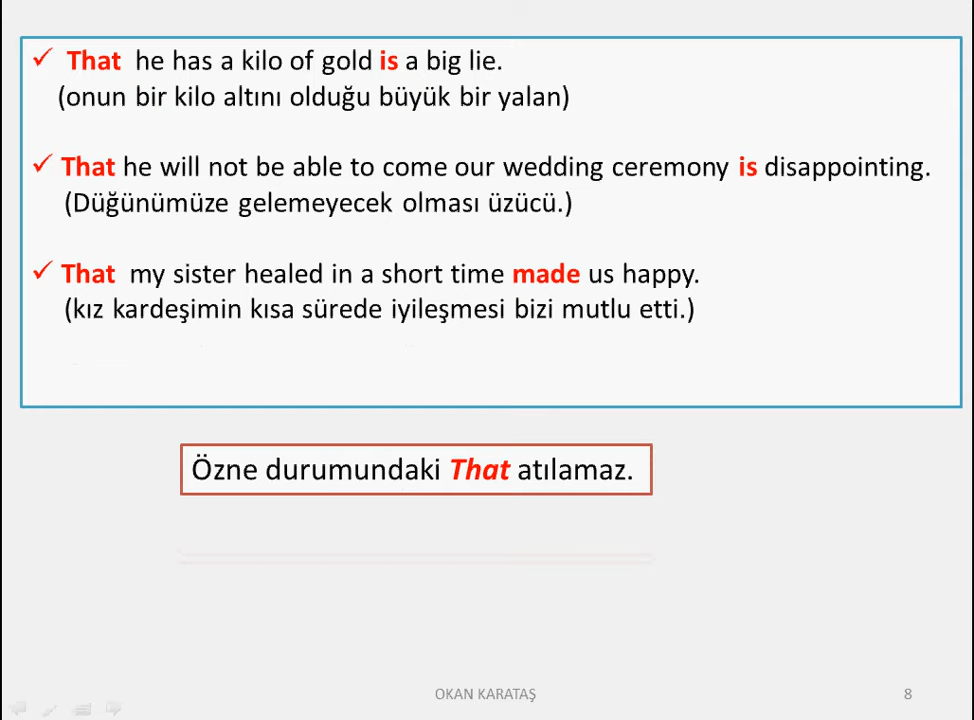 ✓ That he has a kilo of gold is a big lie.
(onun bir kilo altını olduğu büyük bir yalan)
✓ That he will not be able to come our wedding ceremony is disappointing.
(Düğünümüze gelemeyecek olması üzücü.)
✓ That my sister healed in a short time made us happy.
(kız kardeşimin kısa sürede iyileşmesi bizi mutlu etti.)
Özne durumundaki That atılamaz.
OKAN KARATAŞ
8